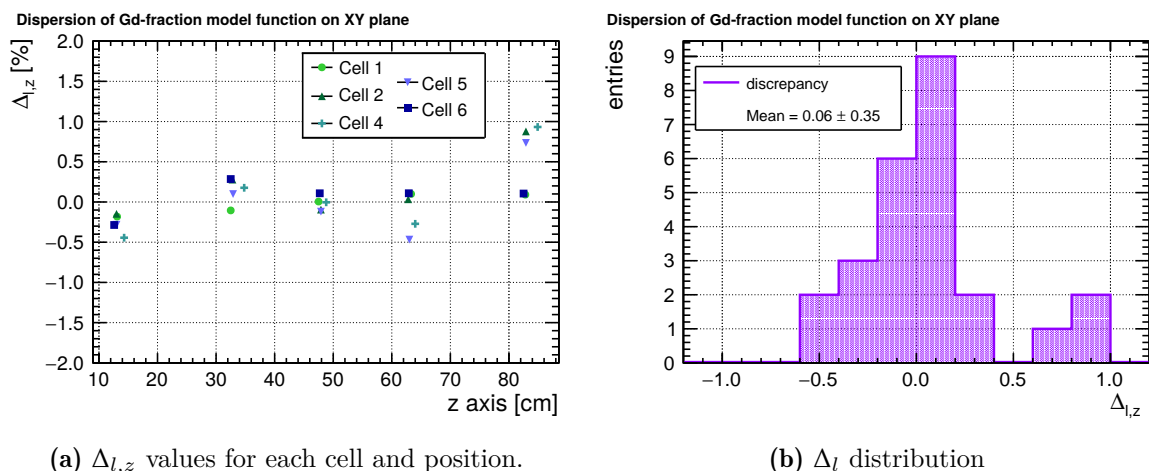 Dispersion of Gd-fraction model function on XY plane
Δl,z [%]
2.0
1.5
1.0
0.5
0.0
−0.5
−1.0
−1.5
−2.0
Cell 1
Cell 2
Cell 4
Cell 5
Cell 6
10 20 30 40 50 60 70 80
z axis [cm]
(a) Δl,z values for each cell and position.
Dispersion of Gd-fraction model function on XY plane
entries
9
8
7
6
5
4
3
2
1
0
discrepancy
Mean = 0.06 ± 0.35
−1.0 −0.5 0.0 0.5 1.0
Δl,z
(b) Δl distribution